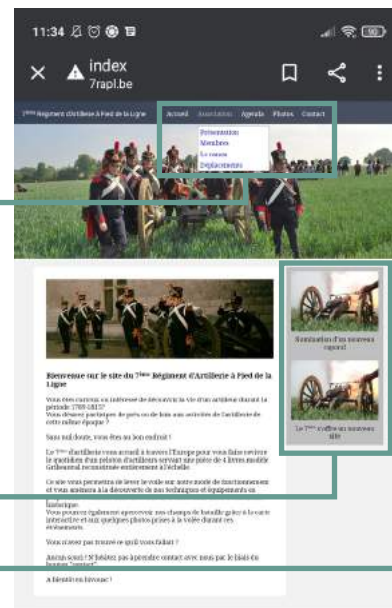 11:34
90
index
7rapl.be
7ème Régiment d'Artillerie à Pied de la Ligne
Accueil Association Agenda Photos Contact
Présentation
Membres
Le canon
Déplacements
Nomination d'un nouveau caporal
Le 7ème s'offre un nouveau site
Bienvenue sur le site du 7ème Régiment d'Artillerie à Pied de la
Ligne
Vous êtes curieux ou intéressé de découvrir la vie d'un artilleur durant la
période 1789-1815?
Vous désirez participer de près ou de loin aux activités de l'artillerie de
cette même époque ?
Sans nul doute, vous êtes au bon endroit !
Le 7ème d'artillerie vous accueil à travers l'Europe pour faire revivre
le quotidien d'un peloton d'artilleurs servant une pièce de 4 livres modèle
Gribeauval reconstituée entièrement à l'échelle.
Ce site vous permettra de lever le voile sur notre mode de fonctionnement
et vous amènera à la découverte de nos techniques et équipements en
historique.
Vous pourrez également apercevoir nos champs de bataille grâce à la carte
interactive et aux quelques photos prises à la volée durant ces
événements.
Vous n'avez pas trouvé ce qu'il vous fallait ?
Aucun souci ! N'hésitez pas à prendre contact avec nous par le biais du
bouton "contact".
A bientôt en bivouac !